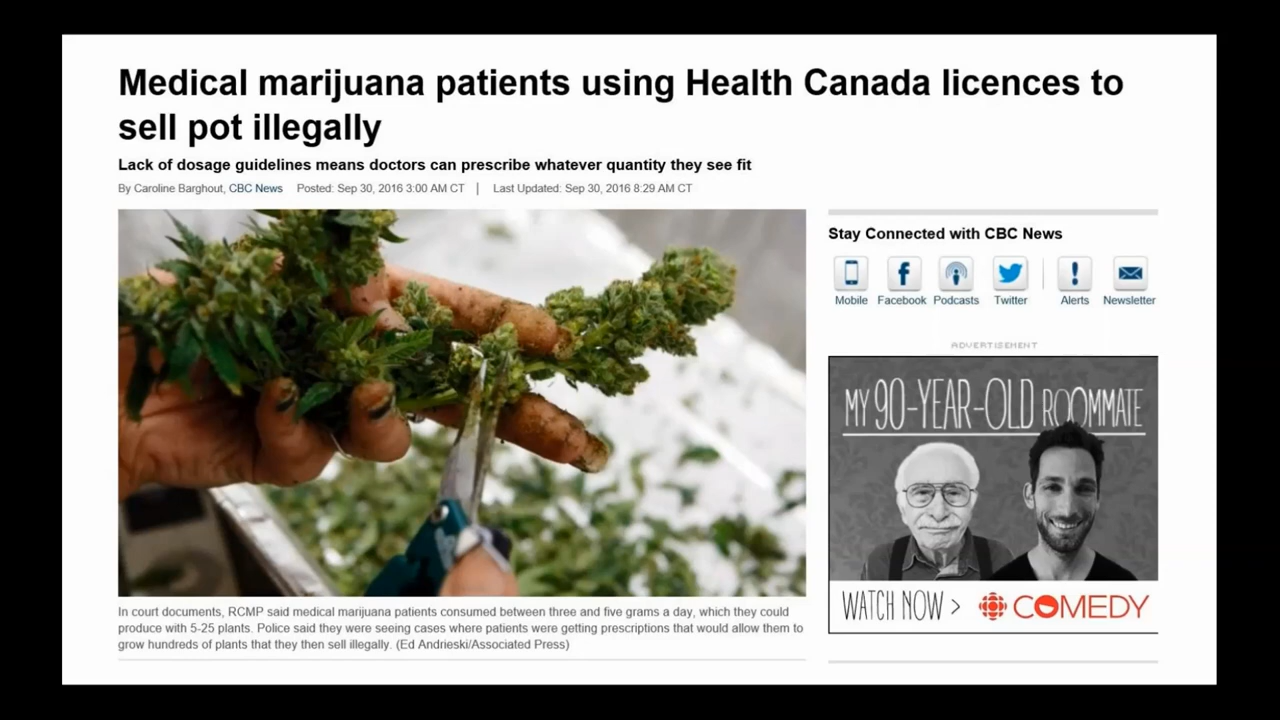 Medical marijuana patients using Health Canada licences to
sell pot illegally
Lack of dosage guidelines means doctors can prescribe whatever quantity they see fit
By Caroline Barghout, CBC News Posted: Sep 30, 2016 3:00 AM CT | Last Updated: Sep 30, 2016 8:29 AM CT
In court documents, RCMP said medical marijuana patients consumed between three and five grams a day, which they could
produce with 5-25 plants. Police said they were seeing cases where patients were getting prescriptions that would allow them to
grow hundreds of plants that they then sell illegally. (Ed Andrieski/Associated Press)
Stay Connected with CBC News
Mobile Facebook Podcasts Twitter Alerts Newsletter
ADVERTISEMENT
MY 90-YEAR-OLD ROOMMATE
WATCH NOW > COMEDY